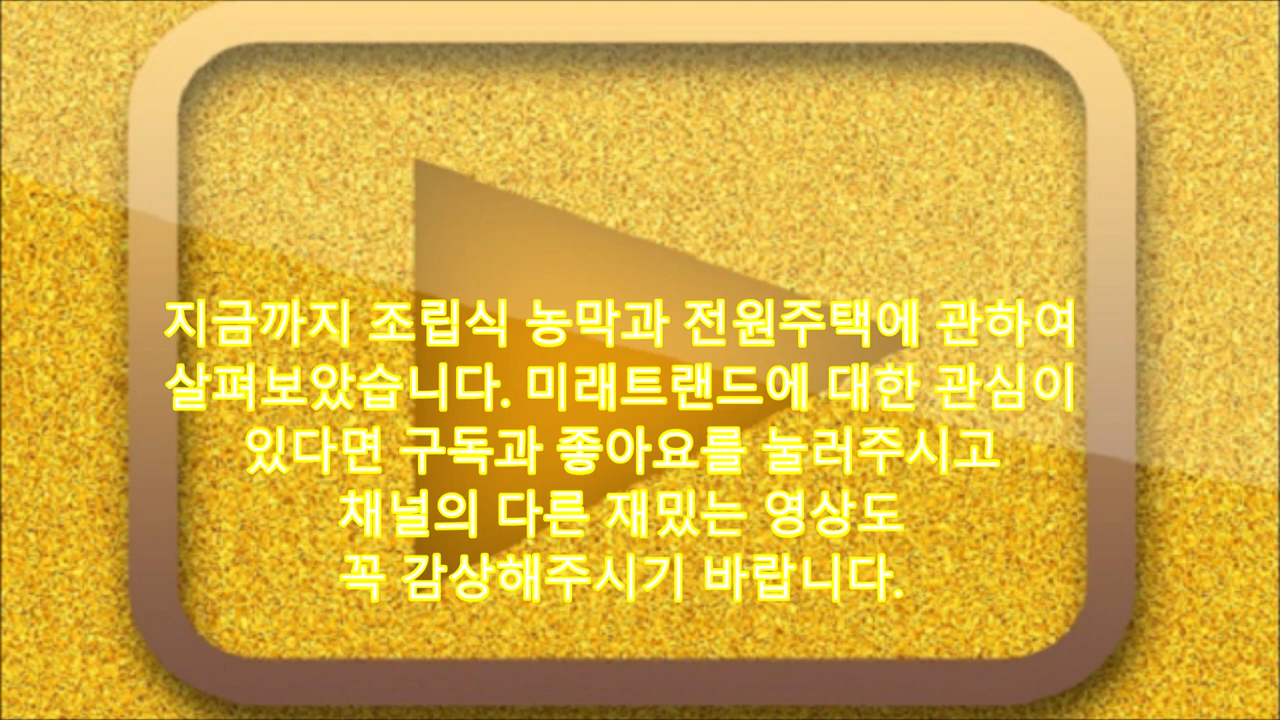 지금까지 조립식 농막과 전원주택에 관하여
살펴보았습니다. 미래트랜드에 대한 관심이
있다면 구독과 좋아요를 눌러주시고
채널의 다른 재밌는 영상도
꼭 감상해주시기 바랍니다.